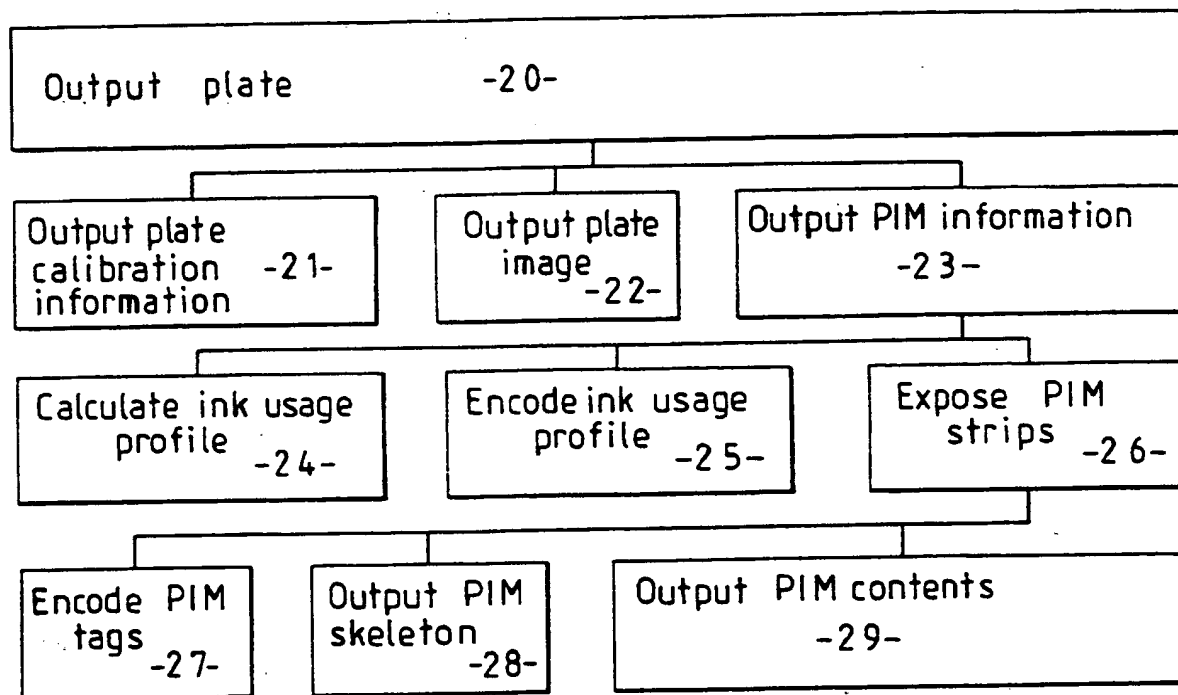 Output plate -20-
Output plate
calibration -21-
information
Output plate
image
-22-
Output PIM information
-23-
Calculate ink usage
profile
-24-
Encode ink usage
profile
-25-
Expose PIM
strips
-26-
Encode PIM
tags
-27-
Output PIM
skeleton
-28-
Output PIM contents
-29-